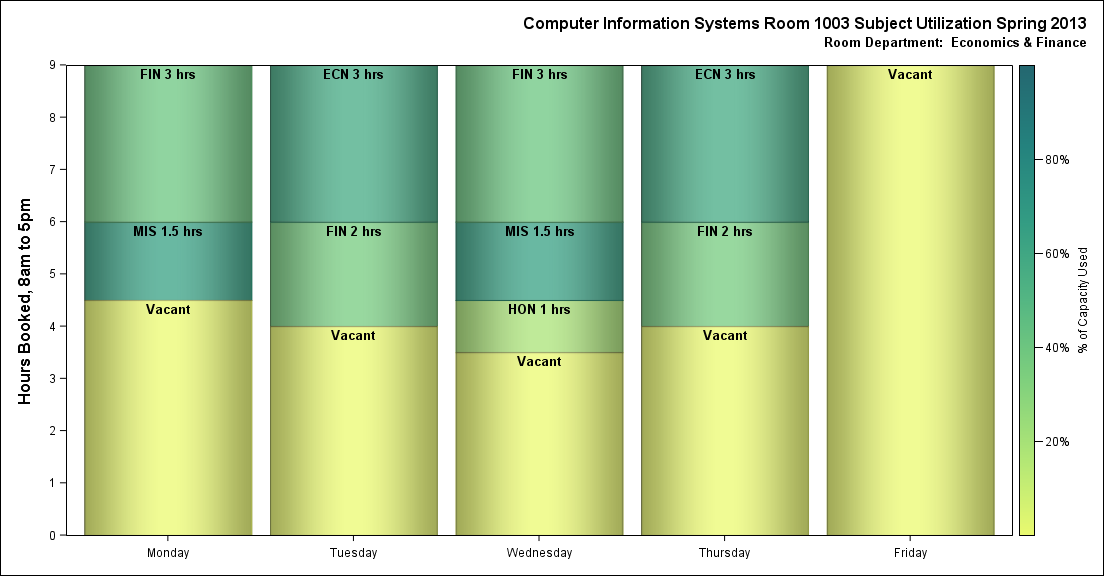 Computer Information Systems Room 1003 Subject Utilization Spring 2013
Room Department:  Economics & Finance
Hours Booked, 8am to 5pm
9
8
7
6
5
4
3
2
1
0
FIN 3 hrs
MIS 1.5 hrs
Vacant
ECN 3 hrs
FIN 2 hrs
Vacant
FIN 3 hrs
MIS 1.5 hrs
HON 1 hrs
Vacant
ECN 3 hrs
FIN 2 hrs
Vacant
Vacant
Monday
Tuesday
Wednesday
Thursday
Friday
80%
60%
40%
20%
% of Capacity Used